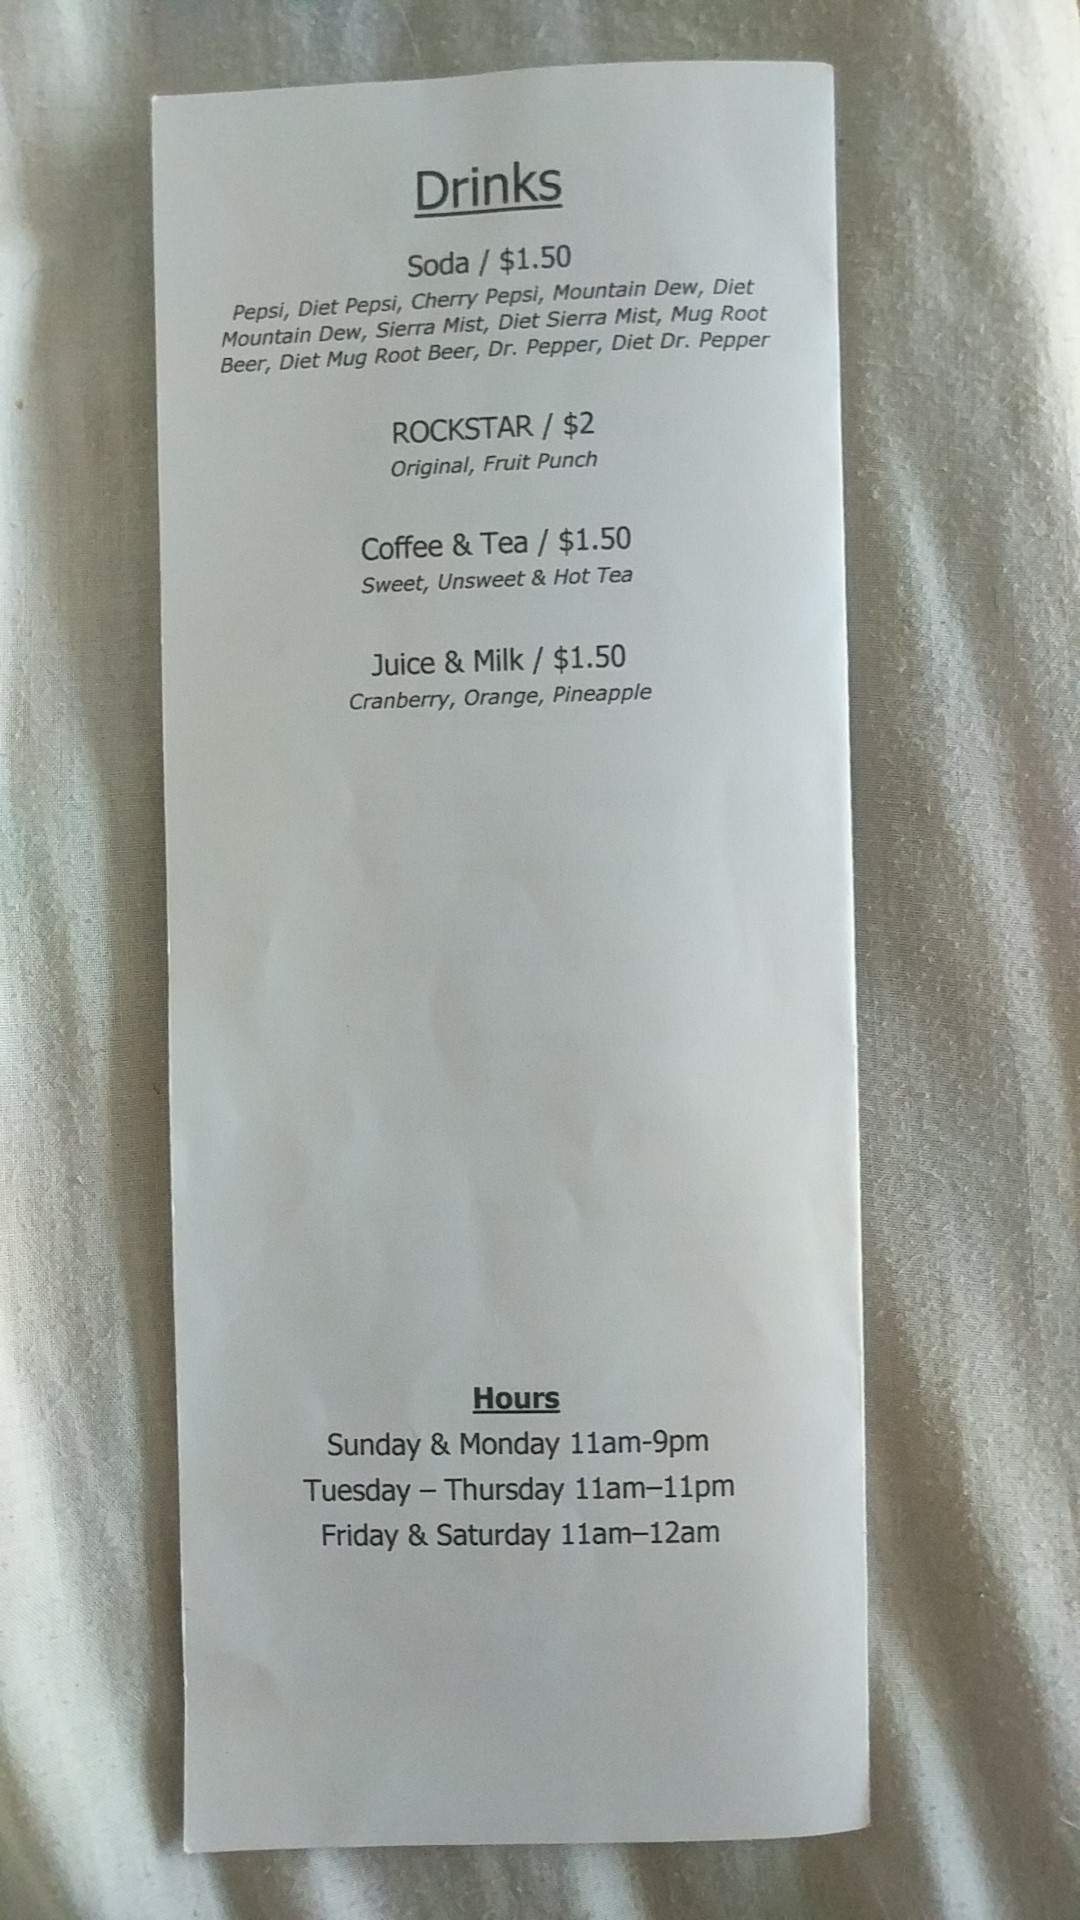 Drinks
Soda / $1.50
Pepsi, Diet Pepsi, Cherry Pepsi, Mountain Dew, Diet
Mountain Dew, Sierra Mist, Diet Sierra Mist, Mug Root
Beer, Diet Mug Root Beer, Dr. Pepper, Diet Dr. Pepper
ROCKSTAR / $2
Original, Fruit Punch
Coffee & Tea / $1.50
Sweet, Unsweet & Hot Tea
Juice & Milk / $1.50
Cranberry, Orange, Pineapple
Hours
Sunday & Monday 11am-9pm
Tuesday – Thursday 11am–11pm
Friday & Saturday 11am–12am